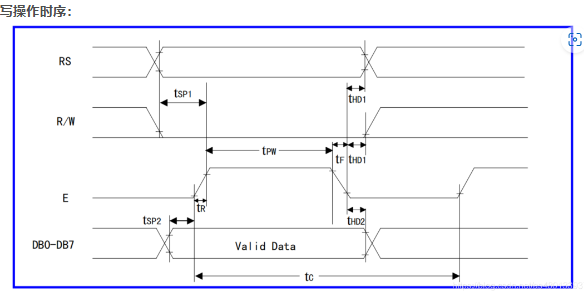 写操作时序：
RS
tSP1
tHD1
R/W
tPW
tF
tHD1
E
tR
tSP2
tHD2
DB0-DB7
Valid Data
tC